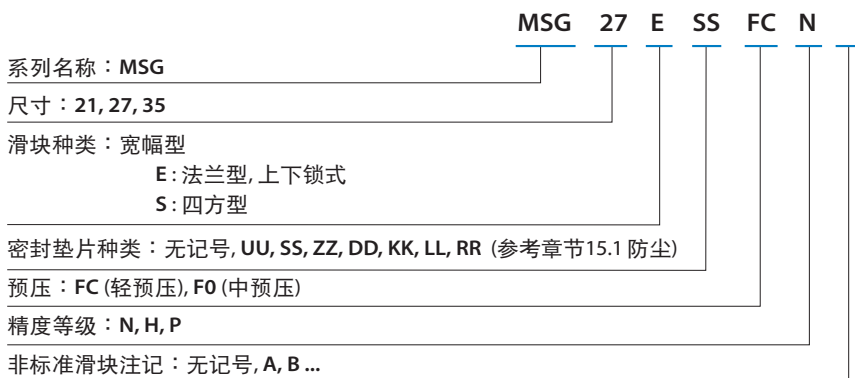 MSG 27 E SS FC N
系列名称：MSG
尺寸：21, 27, 35
滑块种类：宽幅型
E : 法兰型, 上下锁式
S : 四方型
密封垫片种类：无记号, UU, SS, ZZ, DD, KK, LL, RR (参考章节15.1 防尘)
预压：FC (轻预压), F0 (中预压)
精度等级：N, H, P
非标准滑块注记：无记号, A, B ...